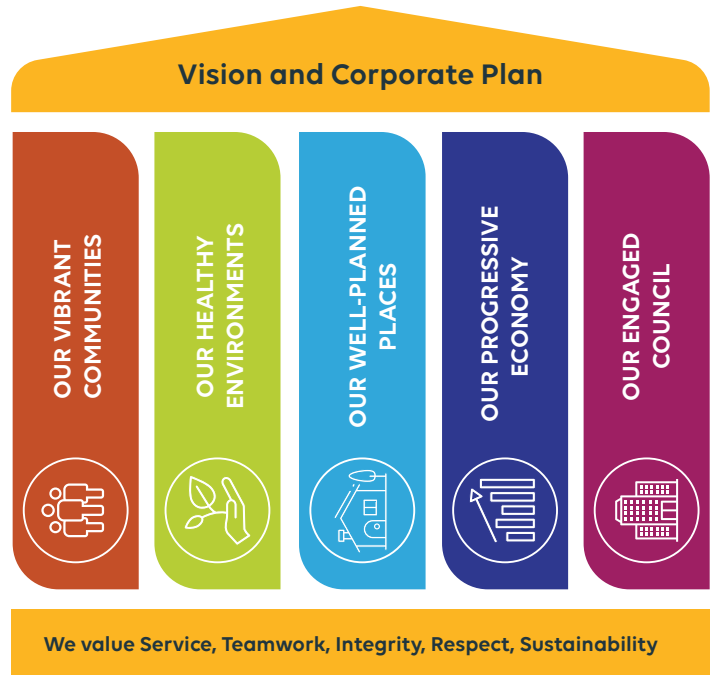 Vision and Corporate Plan
OUR VIBRANT
COMMUNITIES
OUR HEALTHY
ENVIRONMENTS
OUR WELL-PLANNED
PLACES
OUR PROGRESSIVE
ECONOMY
OUR ENGAGED
COUNCIL
We value Service, Teamwork, Integrity, Respect, Sustainability